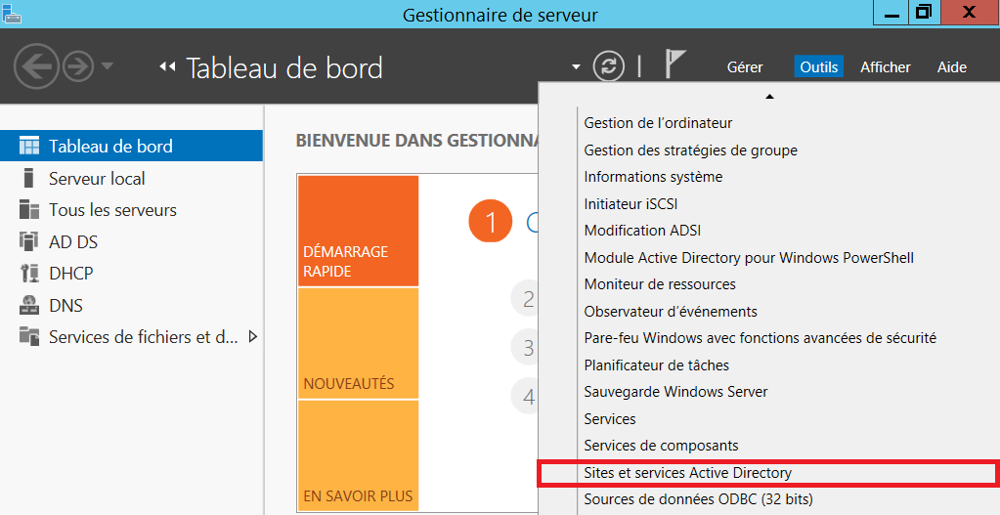 Gestionnaire de serveur
Tableau de bord
Gérer Outils Afficher Aide
Tableau de bord
Serveur local
Tous les serveurs
AD DS
DHCP
DNS
Services de fichiers et d...
BIENVENUE DANS GESTIONNA
DÉMARRAGE
RAPIDE
NOUVEAUTÉS
EN SAVOIR PLUS
1
2
3
4
Gestion de l'ordinateur
Gestion des stratégies de groupe
Informations système
Initiateur iSCSI
Modification ADSI
Module Active Directory pour Windows PowerShell
Moniteur de ressources
Observateur d'événements
Pare-feu Windows avec fonctions avancées de sécurité
Planificateur de tâches
Sauvegarde Windows Server
Services
Services de composants
Sites et services Active Directory
Sources de données ODBC (32 bits)